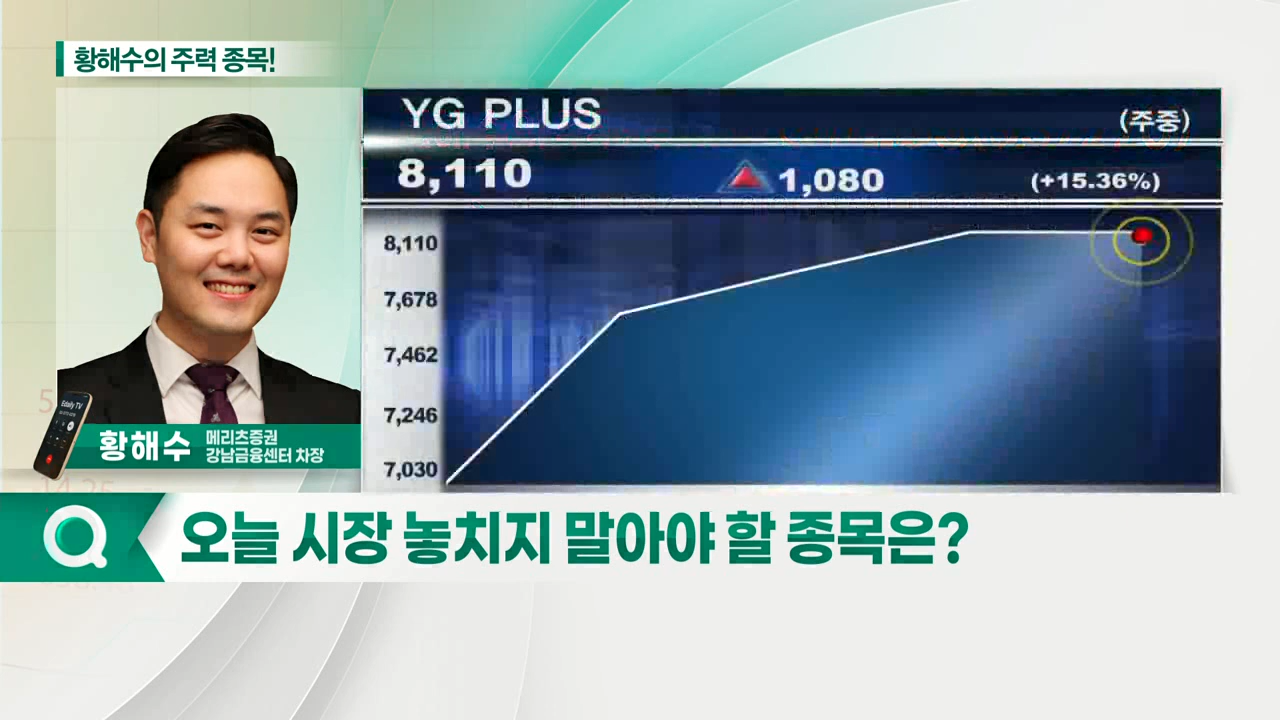 황해수의 주력 종목!
YG PLUS
(주중)
8,110
▲ 1,080
(+15.36%)
8,110
7,678
7,462
7,246
7,030
Edaily TV
황해수
메리츠증권
강남금융센터 차장
Q
오늘 시장 놓치지 말아야 할 종목은?